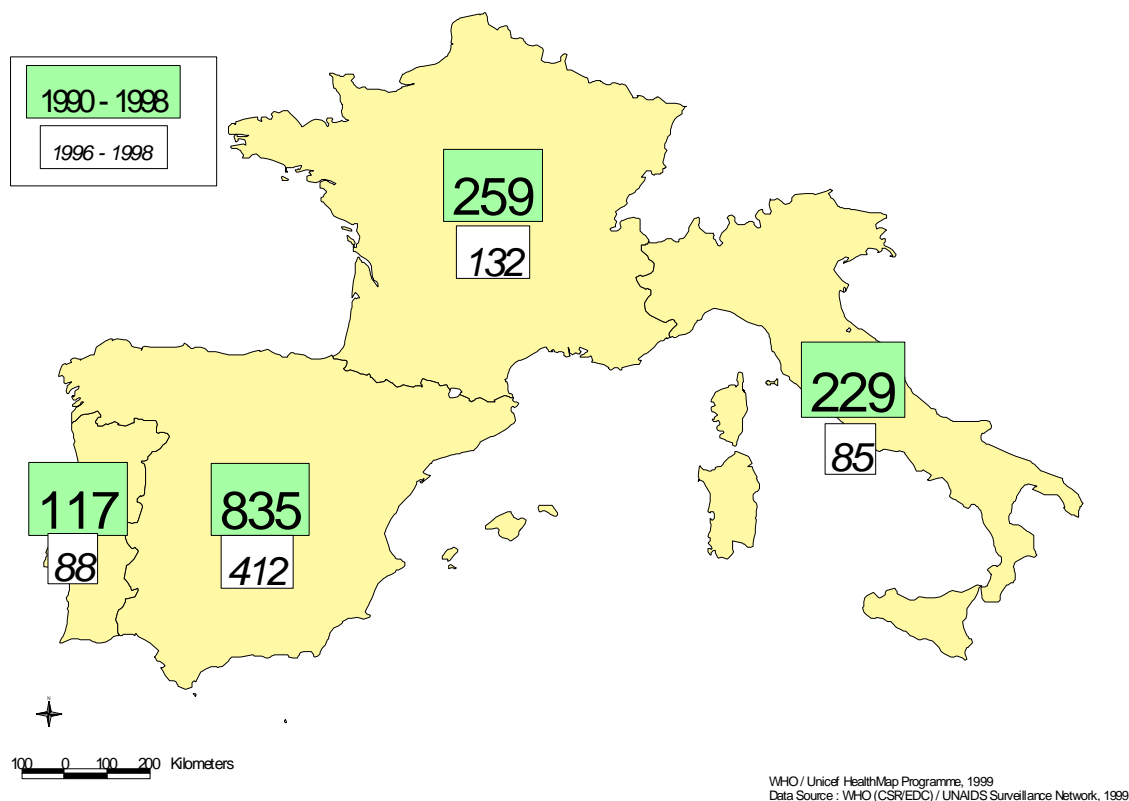 1990 - 1998
1996 - 1998
259
132
229
85
117
88
835
412
N
100 0 100 200 Kilometers
WHO / Unicef HealthMap Programme, 1999
Data Source : WHO (CSR/EDC) / UNAIDS Surveillance Network, 1999